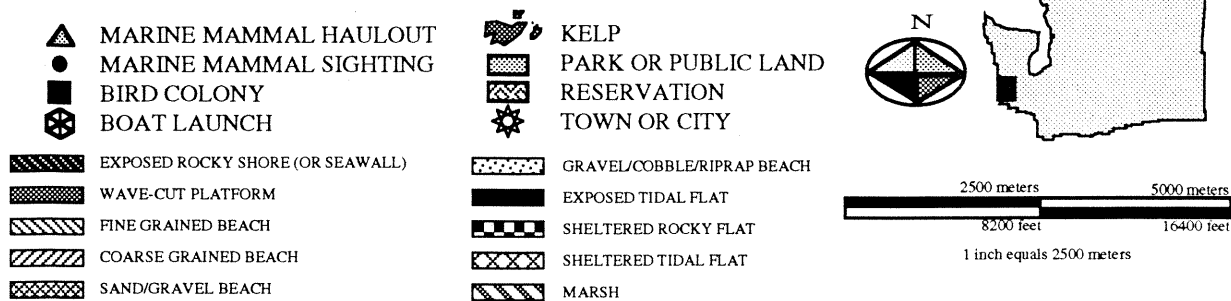 MARINE MAMMAL HAULOUT
MARINE MAMMAL SIGHTING
BIRD COLONY
BOAT LAUNCH
KELP
PARK OR PUBLIC LAND
RESERVATION
TOWN OR CITY
N
EXPOSED ROCKY SHORE (OR SEAWALL)
WAVE-CUT PLATFORM
FINE GRAINED BEACH
COARSE GRAINED BEACH
SAND/GRAVEL BEACH
GRAVEL/COBBLE/RIPRAP BEACH
EXPOSED TIDAL FLAT
SHELTERED ROCKY FLAT
SHELTERED TIDAL FLAT
MARSH
2500 meters 5000 meters
8200 feet 16400 feet
1 inch equals 2500 meters